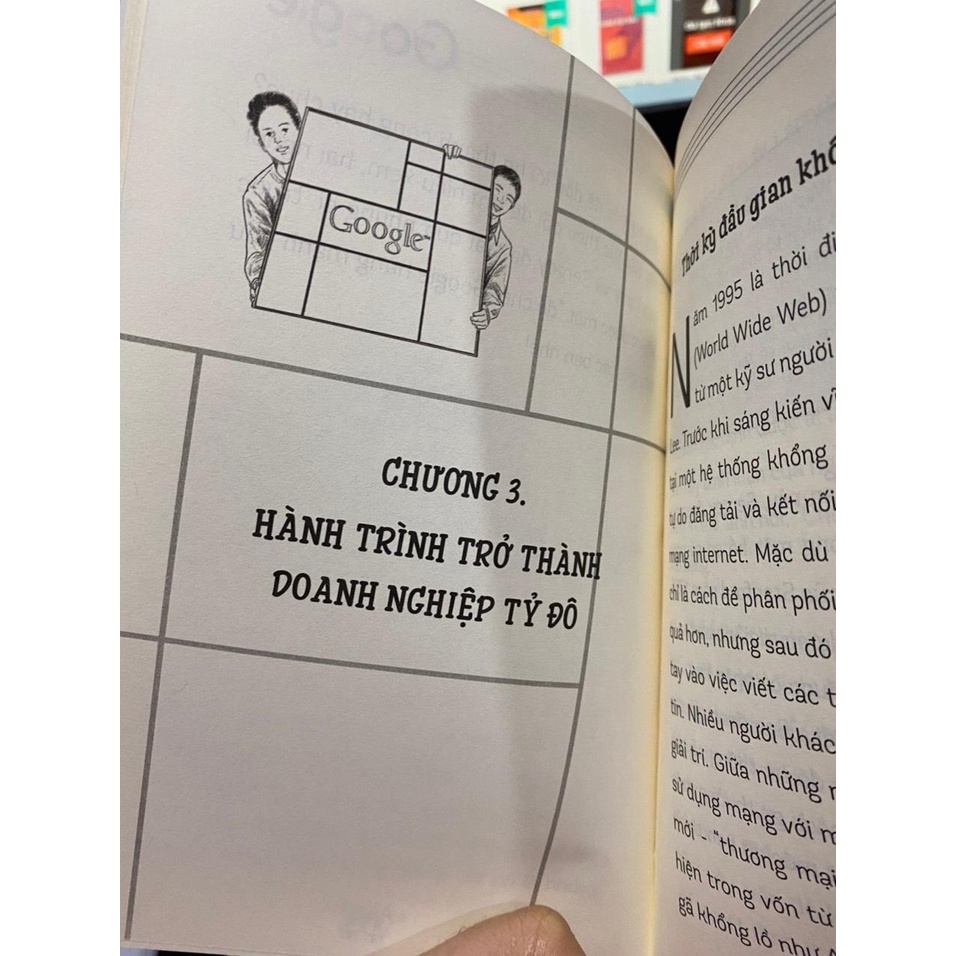 Google™
CHƯƠNG 3.
HÀNH TRÌNH TRỞ THÀNH
DOANH NGHIỆP TỶ ĐÔ
Thời kỳ đầu gian khổ
Năm 1995 là thời
(World Wide Web)
từ một kỹ sư người
Lee. Trước khi sáng kiến
tại một hệ thống khổng
tự do đăng tải và kết nối
mạng internet. Mặc dù
chỉ là cách để phân phối
quả hơn, nhưng sau đó
tay vào việc viết các
tin. Nhiều người khác
giải trí. Giữa những
sử dụng mạng với
mới - "thương mại
hiện trong vốn từ
gã khổng lồ như